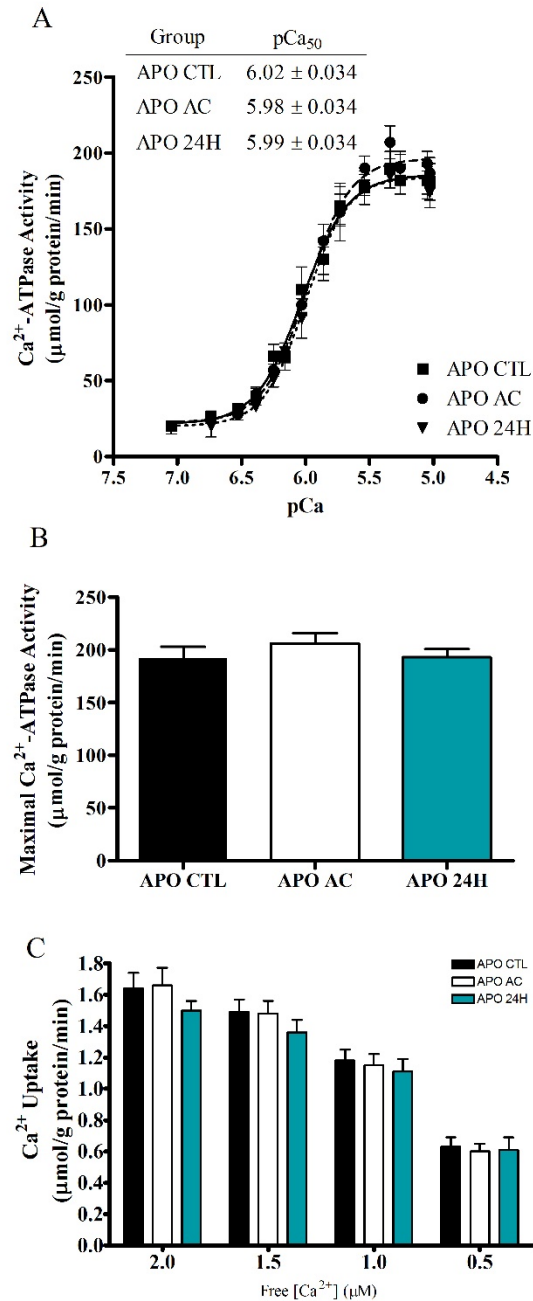 A
Group pCa₅₀
APO CTL 6.02 ± 0.034
APO AC 5.98 ± 0.034
APO 24H 5.99 ± 0.034
250
200
150
100
50
0
Ca²⁺-ATPase Activity
(μmol/g protein/min)
APO CTL
APO AC
APO 24H
7.5 7.0 6.5 6.0 5.5 5.0 4.5
pCa
B
250
200
150
100
50
0
Maximal Ca²⁺-ATPase Activity
(μmol/g protein/min)
APO CTL APO AC APO 24H
C
1.8
1.6
1.4
1.2
1.0
0.8
0.6
0.4
0.2
0.0
Ca²⁺ Uptake
(μmol/g protein/min)
APO CTL
APO AC
APO 24H
2.0 1.5 1.0 0.5
Free [Ca²⁺] (μM)